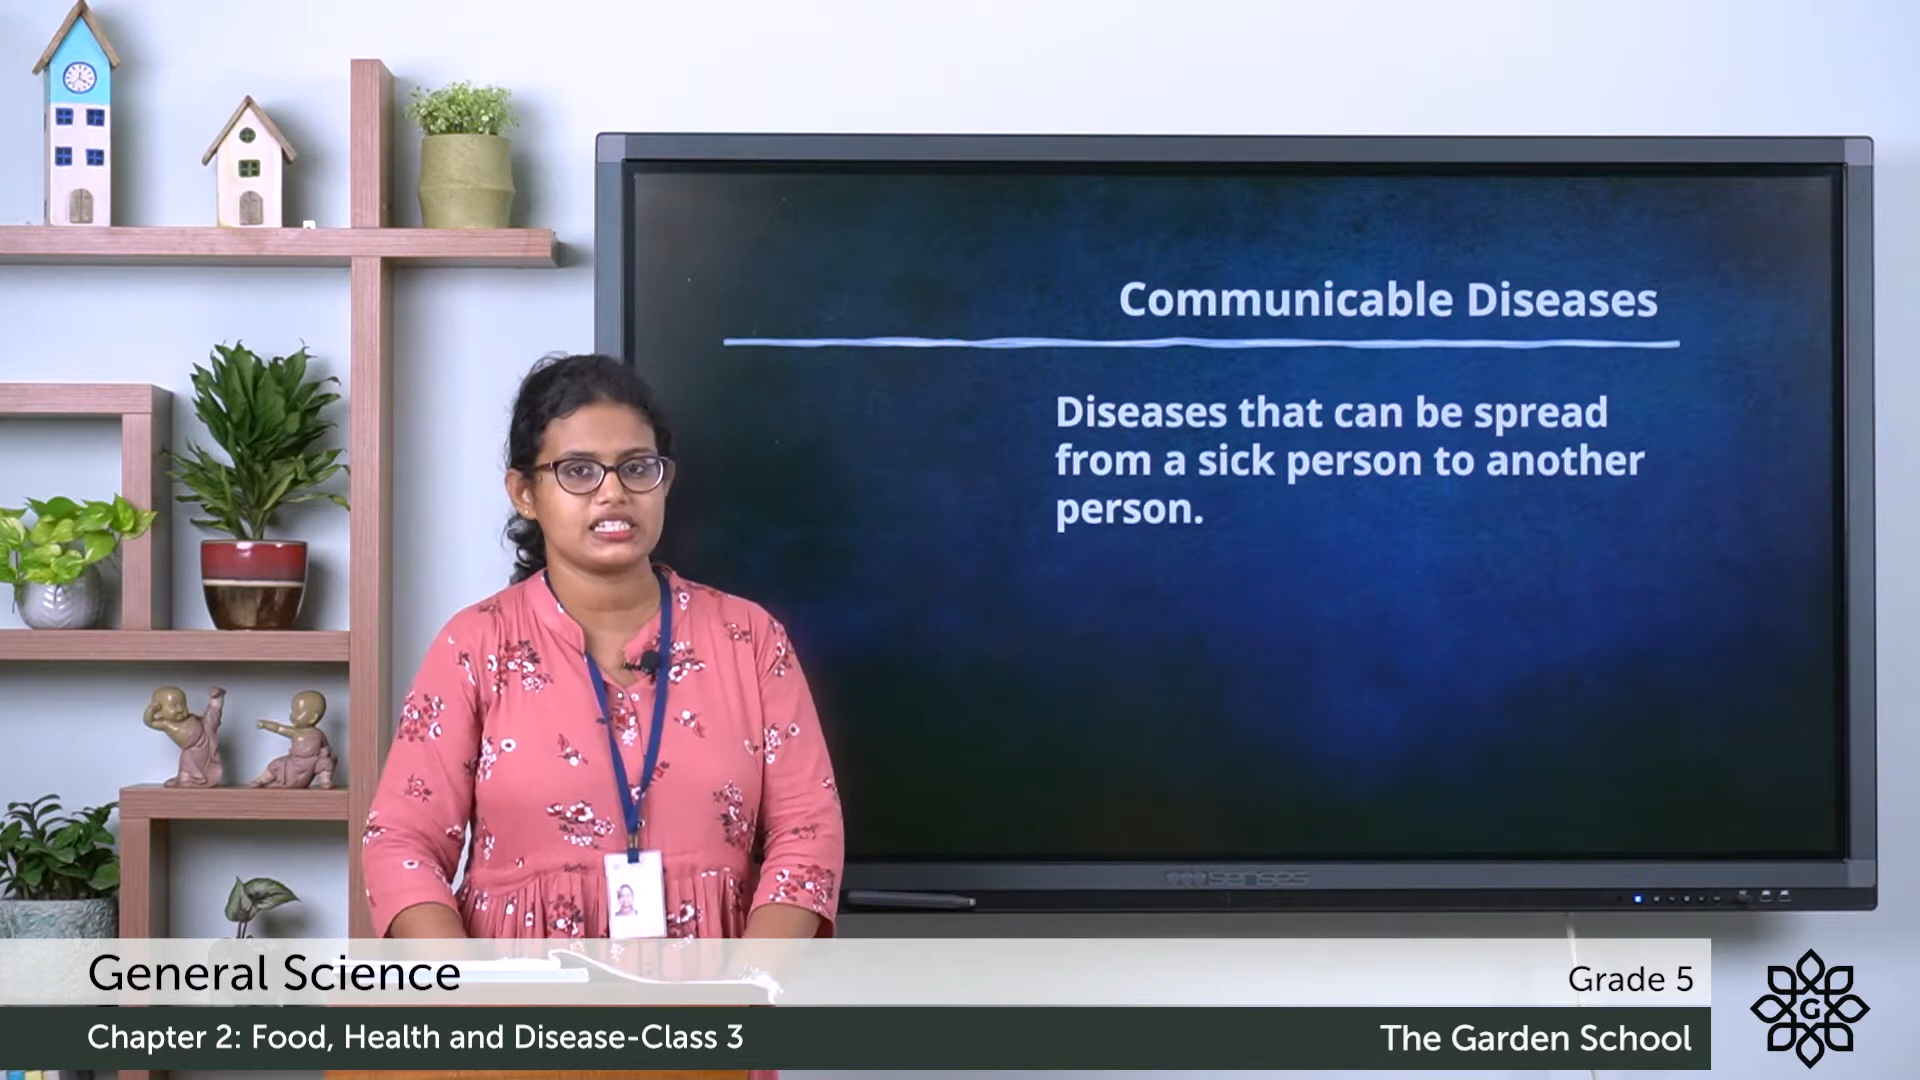 Communicable Diseases
Diseases that can be spread
from a sick person to another
person.
General Science
Grade 5
Chapter 2: Food, Health and Disease-Class 3
The Garden School
G